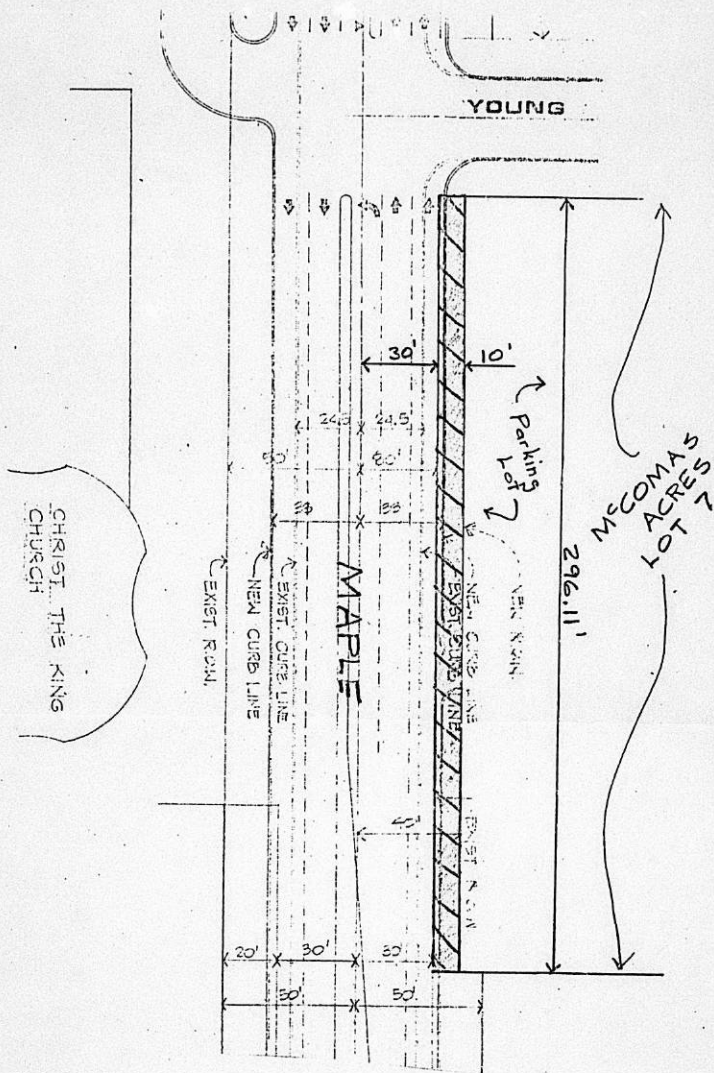 YOUNG
30'
10'
Parking
Lot
24.5
24.5
80'
33
33
296.11'
McCOMAS
ACRES
LOT 7
MAPLE
CHRIST THE KING
CHURCH
EXIST. R.O.W.
NEW CURB LINE
EXIST. CURB LINE
EXIST. CURB LINE
NEW CURB LINE
EXIST R.O.W
20'
30'
30'
50'
50'